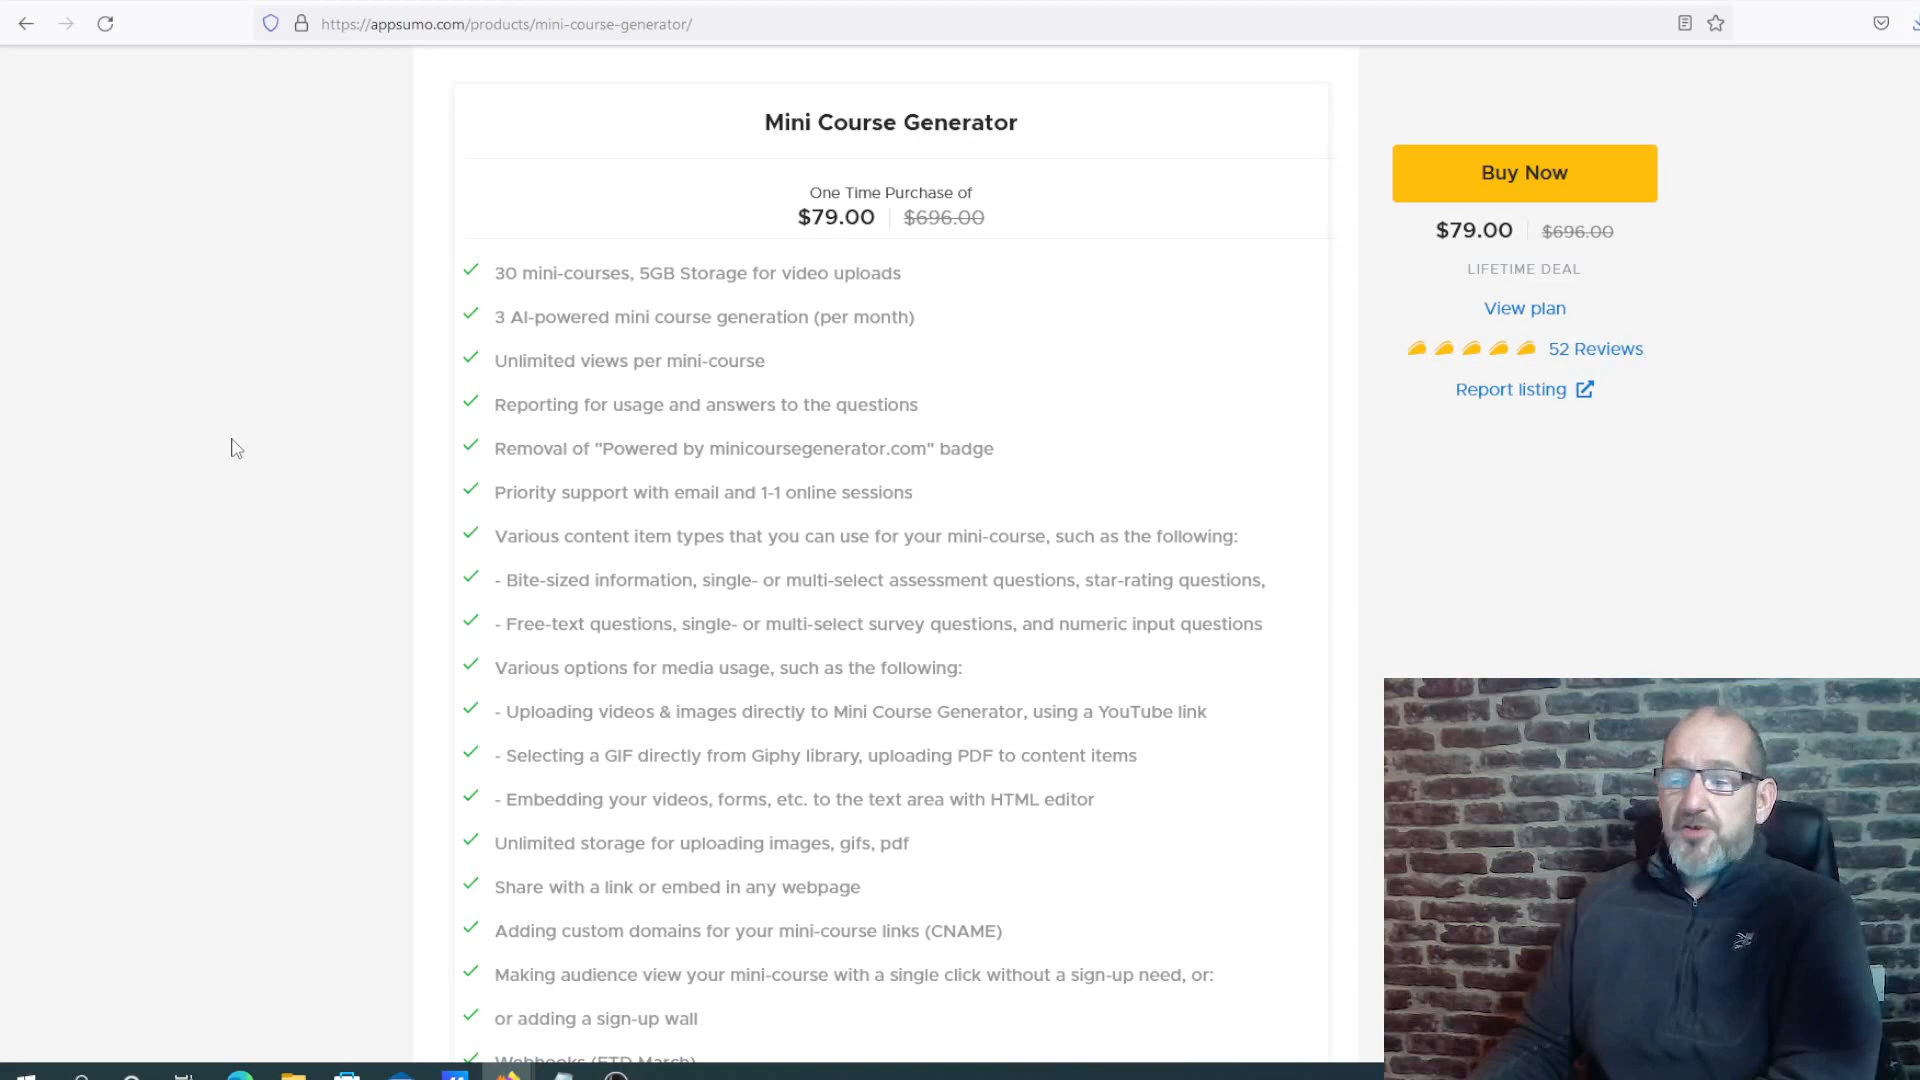 https://appsumo.com/products/mini-course-generator/
Mini Course Generator
One Time Purchase of
$79.00 $696.00
30 mini-courses, 5GB Storage for video uploads
3 AI-powered mini course generation (per month)
Unlimited views per mini-course
Reporting for usage and answers to the questions
Removal of "Powered by minicoursegenerator.com" badge
Priority support with email and 1-1 online sessions
Various content item types that you can use for your mini-course, such as the following:
- Bite-sized information, single- or multi-select assessment questions, star-rating questions,
- Free-text questions, single- or multi-select survey questions, and numeric input questions
Various options for media usage, such as the following:
- Uploading videos & images directly to Mini Course Generator, using a YouTube link
- Selecting a GIF directly from Giphy library, uploading PDF to content items
- Embedding your videos, forms, etc. to the text area with HTML editor
Unlimited storage for uploading images, gifs, pdf
Share with a link or embed in any webpage
Adding custom domains for your mini-course links (CNAME)
Making audience view your mini-course with a single click without a sign-up need, or:
or adding a sign-up wall
Webhooks (ETD March)
Buy Now
$79.00 $696.00
LIFETIME DEAL
View plan
52 Reviews
Report listing